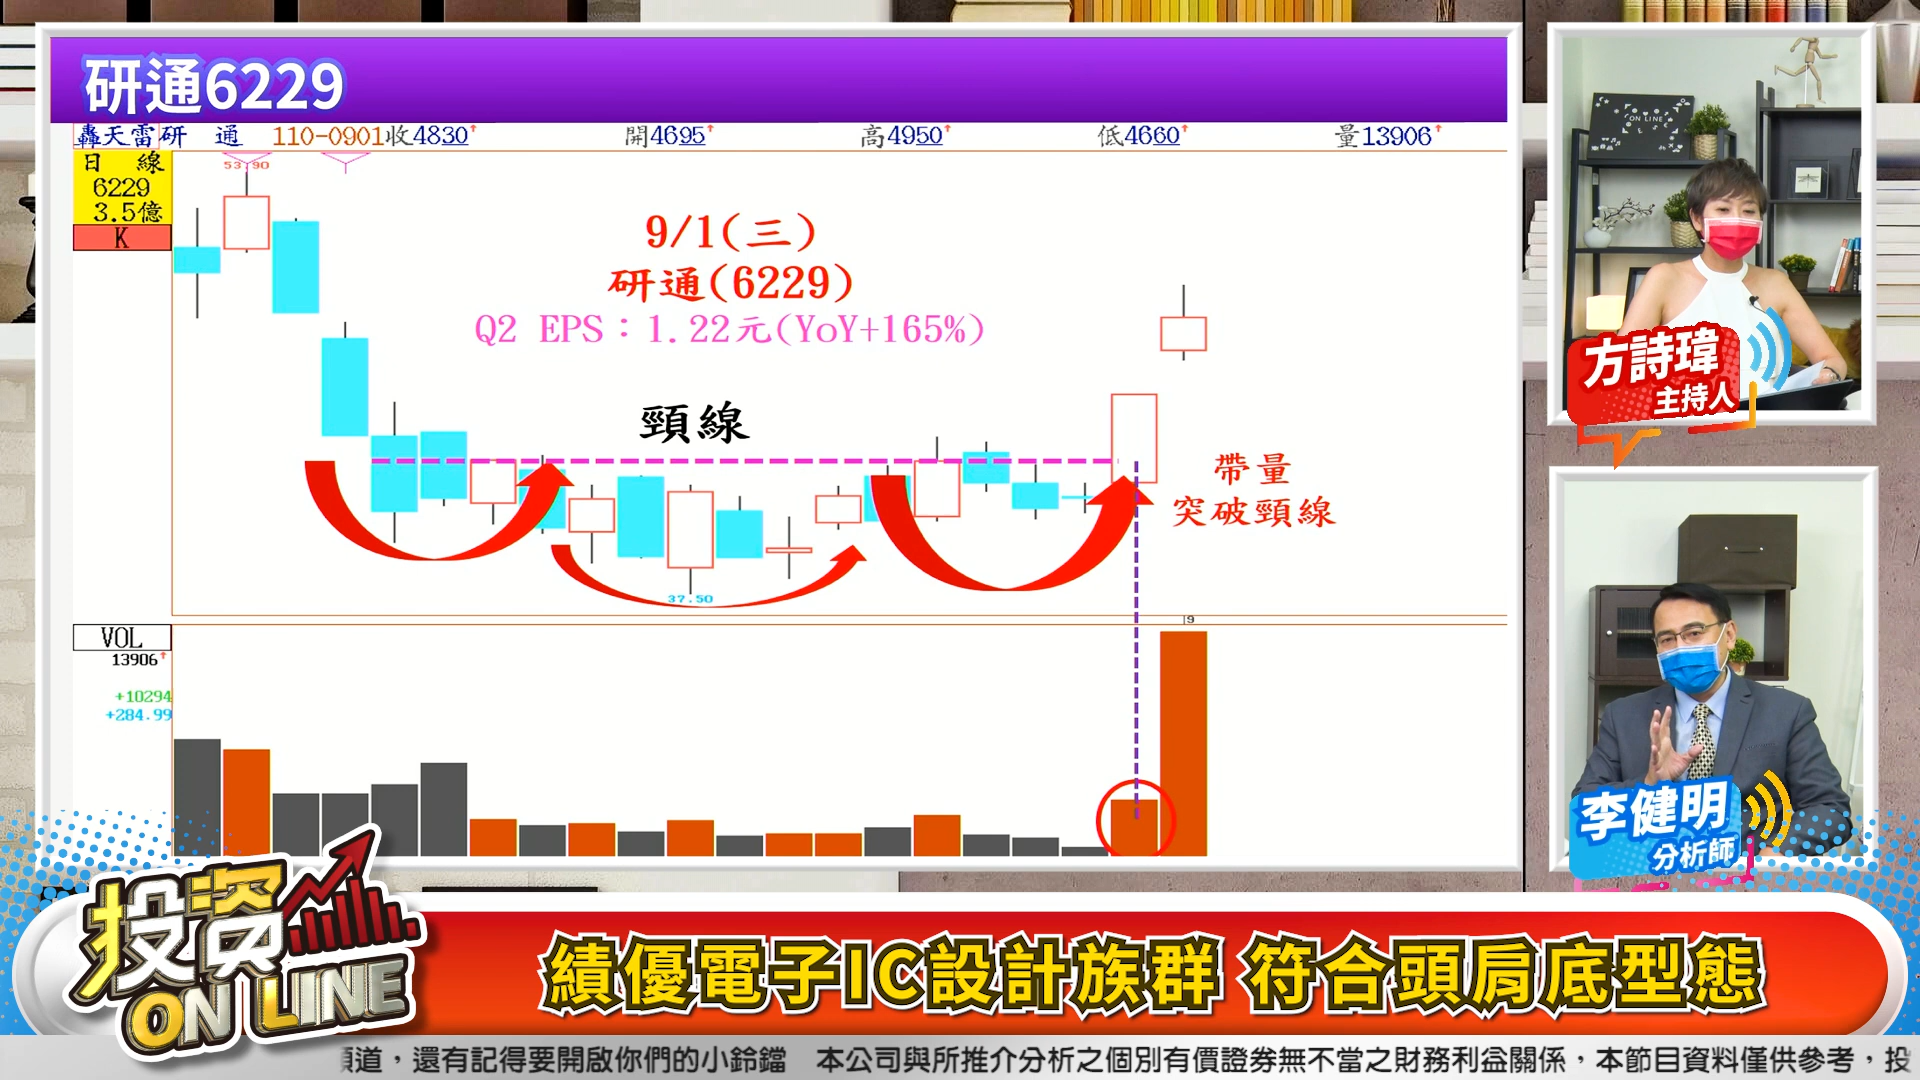 研通6229
轟天雷研 通 110-0901收4830↑ 開4695↑ 高4950↑ 低4660↑ 量13906↑
日 線
6229
3.5億
K
53.90
9/1(三)
研通(6229)
Q2 EPS：1.22元(YoY+165%)
頸線
帶量
突破頸線
37.50
9
VOL
13906↑
+10294
+284.99
ON LINE
方詩瑋
主持人
李健明
分析師
投資
ON LINE
績優電子IC設計族群 符合頭肩底型態
道，還有記得要開啟你們的小鈴鐺 本公司與所推介分析之個別有價證券無不當之財務利益關係，本節目資料僅供參考，投